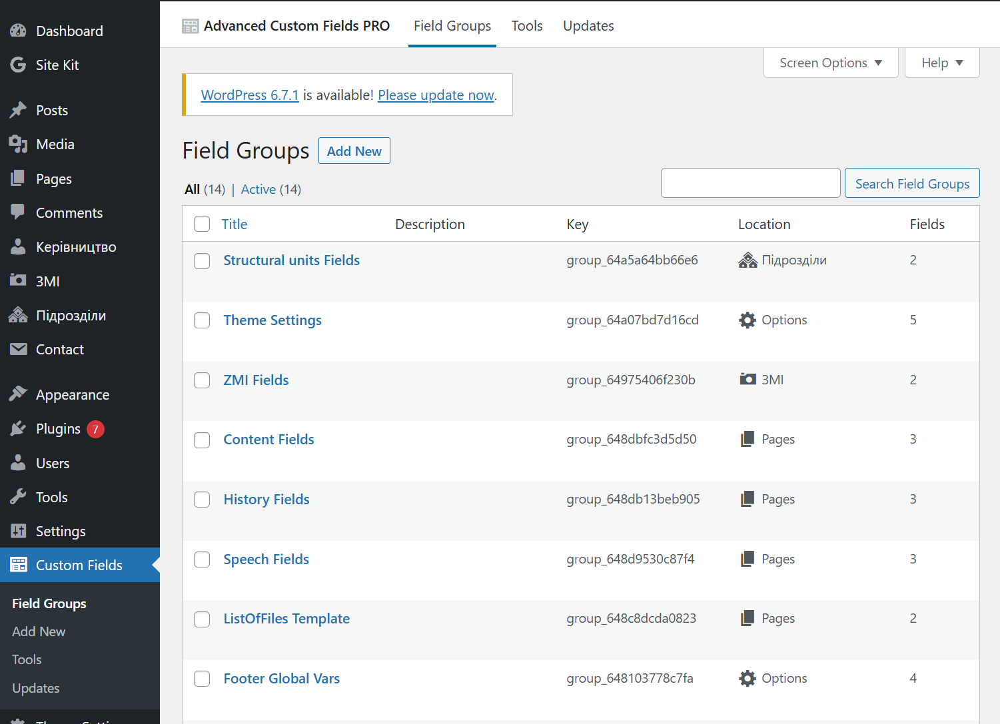 Dashboard
Site Kit
Posts
Media
Pages
Comments
Керівництво
ЗМІ
Підрозділи
Contact
Appearance
Plugins 7
Users
Tools
Settings
Custom Fields
Field Groups
Add New
Tools
Updates
Advanced Custom Fields PRO Field Groups Tools Updates
Screen Options ▼ Help ▼
WordPress 6.7.1 is available! Please update now.
Field Groups Add New
All (14) | Active (14)
Search Field Groups
Title Description Key Location Fields
Structural units Fields group_64a5a64bb66e6 Підрозділи 2
Theme Settings group_64a07bd7d16cd Options 5
ZMI Fields group_64975406f230b ЗМІ 2
Content Fields group_648dbfc3d5d50 Pages 3
History Fields group_648db13beb905 Pages 3
Speech Fields group_648d9530c87f4 Pages 3
ListOfFiles Template group_648c8dcda0823 Pages 2
Footer Global Vars group_648103778c7fa Options 4